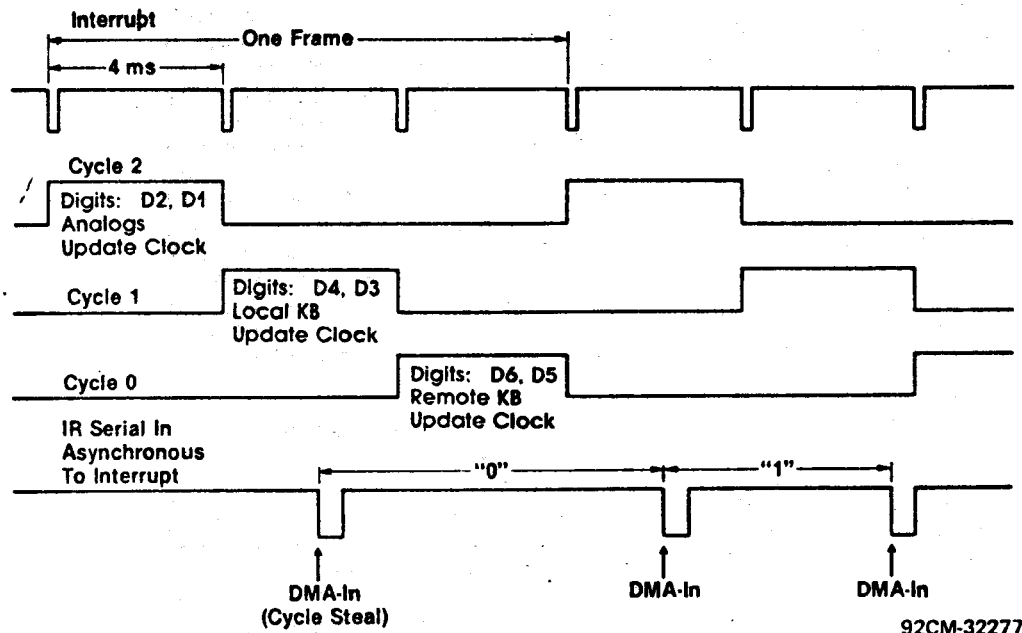 Interrupt
One Frame
4 ms
Cycle 2
Digits: D2, D1
Analogs
Update Clock
Cycle 1
Digits: D4, D3
Local KB
Update Clock
Cycle 0
Digits: D6, D5
Remote KB
Update Clock
IR Serial In
Asynchronous
To Interrupt
“0”
“1”
DMA-In
(Cycle Steal)
DMA-In
DMA-In
92CM-32277